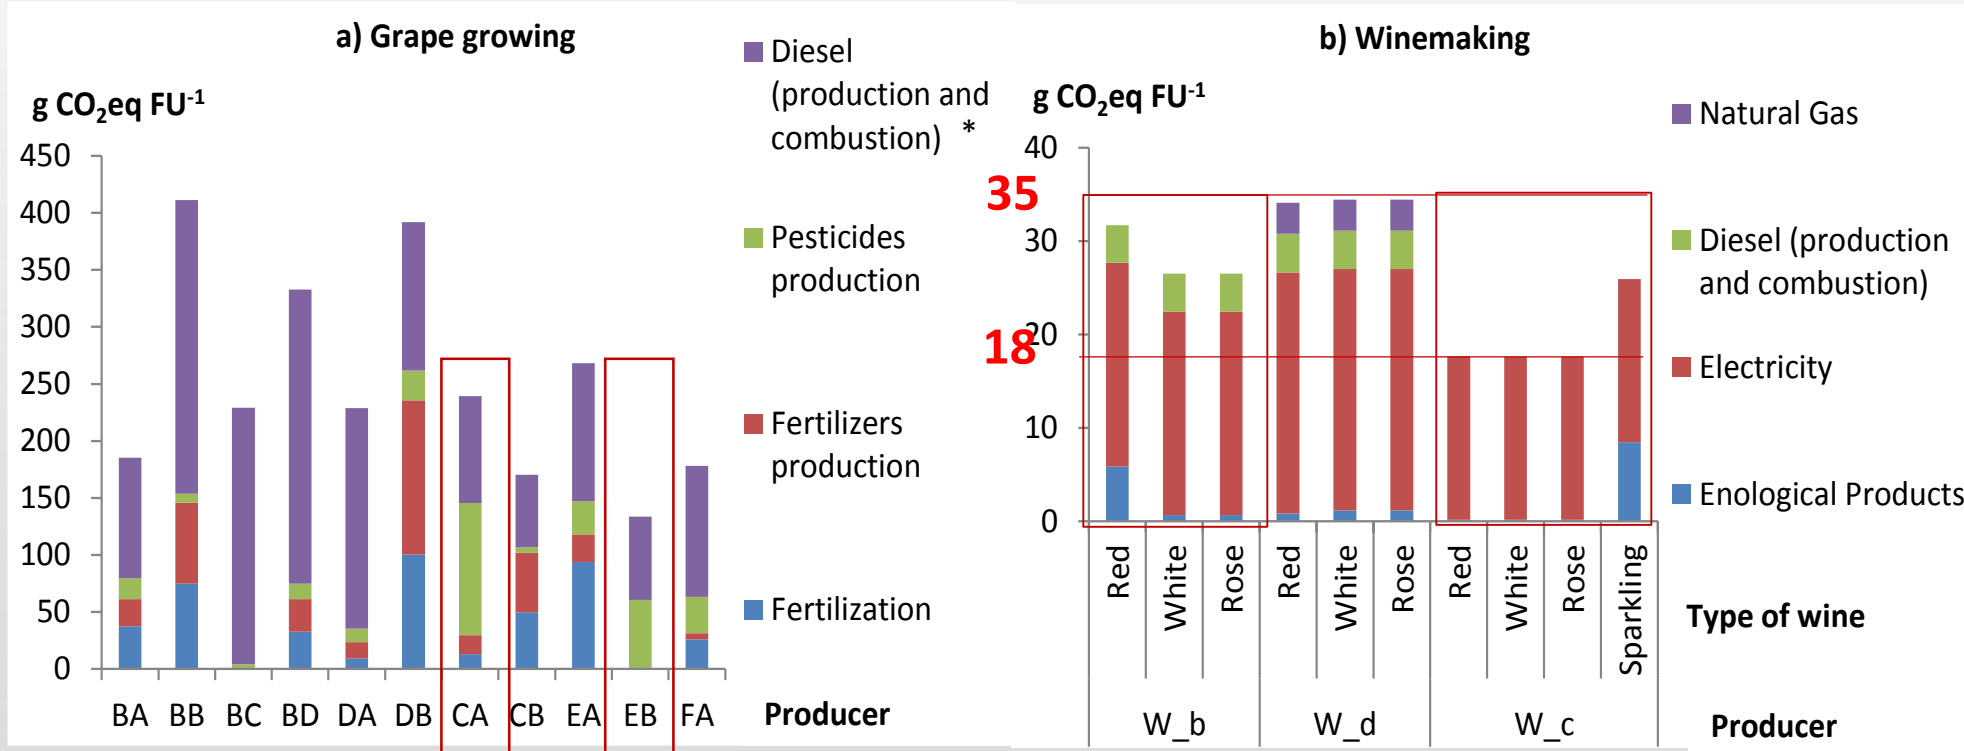 a) Grape growing
g CO₂eq FU⁻¹
450
400
350
300
250
200
150
100
50
0
BA BB BC BD DA DB CA CB EA EB FA
Producer
Diesel
(production and
combustion) *
Pesticides
production
Fertilizers
production
Fertilization
b) Winemaking
g CO₂eq FU⁻¹
40
35
30
20
18
10
0
Red White Rose Red White Rose Red White Rose Sparkling
Type of wine
W_b W_d W_c
Producer
Natural Gas
Diesel (production
and combustion)
Electricity
Enological Products